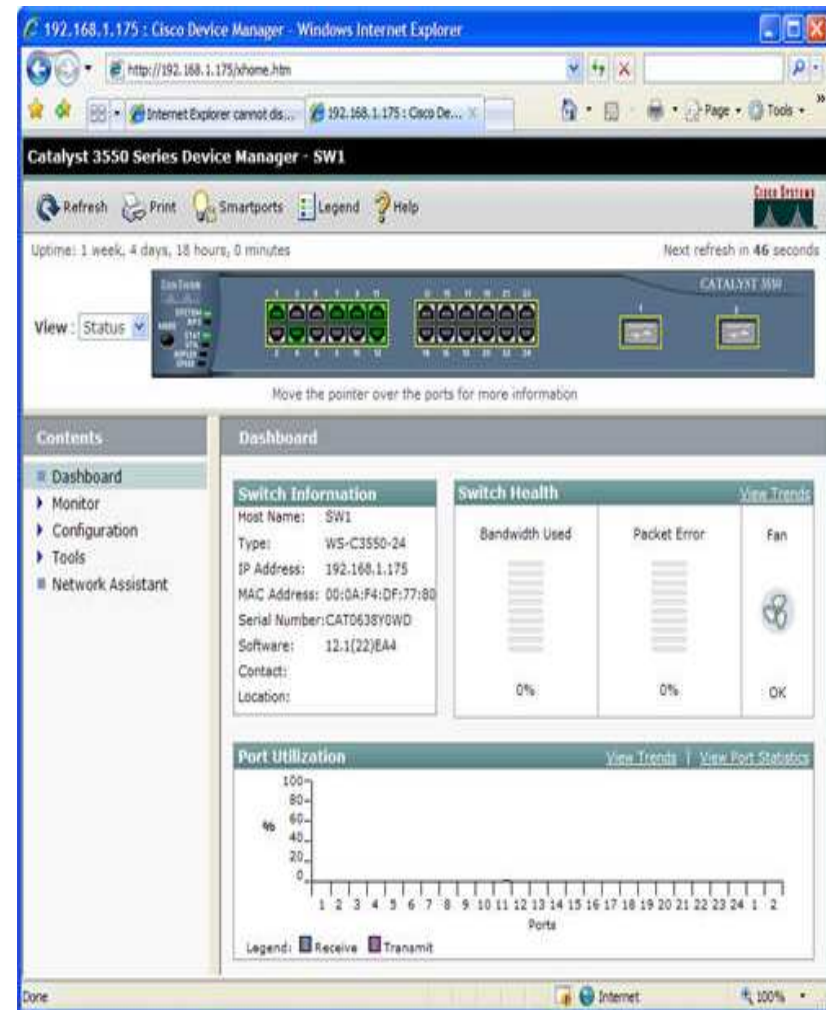 192.168.1.175 : Cisco Device Manager - Windows Internet Explorer
http://192.168.1.175/xhome.htm
Internet Explorer cannot dis...
192.168.1.175 : Cisco De...
Page
Tools
»
Catalyst 3550 Series Device Manager - SW1
Refresh
Print
Smartports
Legend
Help
CISCO SYSTEMS
Uptime: 1 week, 4 days, 18 hours, 0 minutes
Next refresh in 46 seconds
View : Status
MODE
SYSTEM
RPS
STAT
UTIL
DUPLEX
SPEED
CATALYST 3550
Move the pointer over the ports for more information
Contents
Dashboard
Monitor
Configuration
Tools
Network Assistant
Dashboard
Switch Information
Host Name: SW1
Type: WS-C3550-24
IP Address: 192.168.1.175
MAC Address: 00:0A:F4:DF:77:80
Serial Number:CAT0638Y0WD
Software: 12.1(22)EA4
Contact:
Location:
Switch Health
View Trends
Bandwidth Used
Packet Error
Fan
0%
0%
OK
Port Utilization
View Trends | View Port Statistics
100
80
60
%
40
20
0
1 2 3 4 5 6 7 8 9 10 11 12 13 14 15 16 17 18 19 20 21 22 23 24 1 2
Ports
Legend: Receive Transmit
Done
Internet
100%